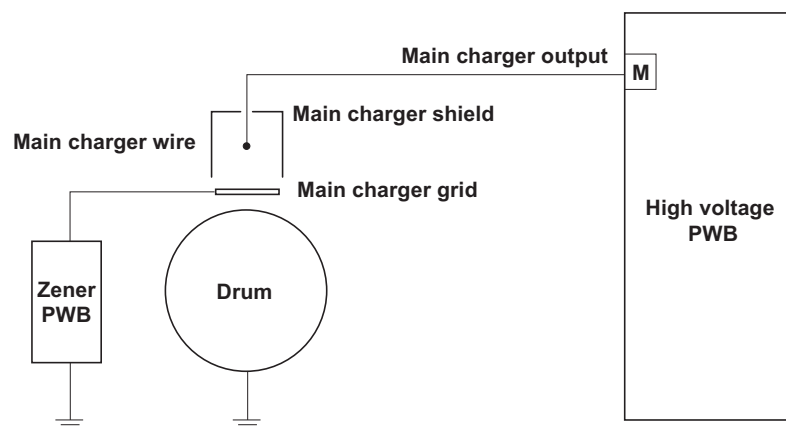 Main charger output
M
Main charger shield
Main charger wire
Main charger grid
High voltage
PWB
Zener
PWB
Drum